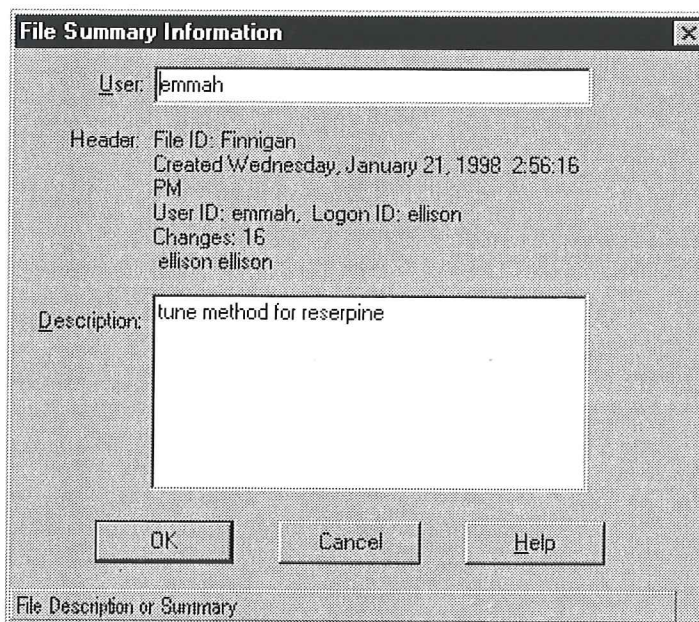 File Summary Information
User: emmah
Header: File ID: Finnigan
Created Wednesday, January 21, 1998 2:56:16
PM
User ID: emmah, Logon ID: ellison
Changes: 16
ellison ellison
Description: tune method for reserpine
OK Cancel Help
File Description or Summary